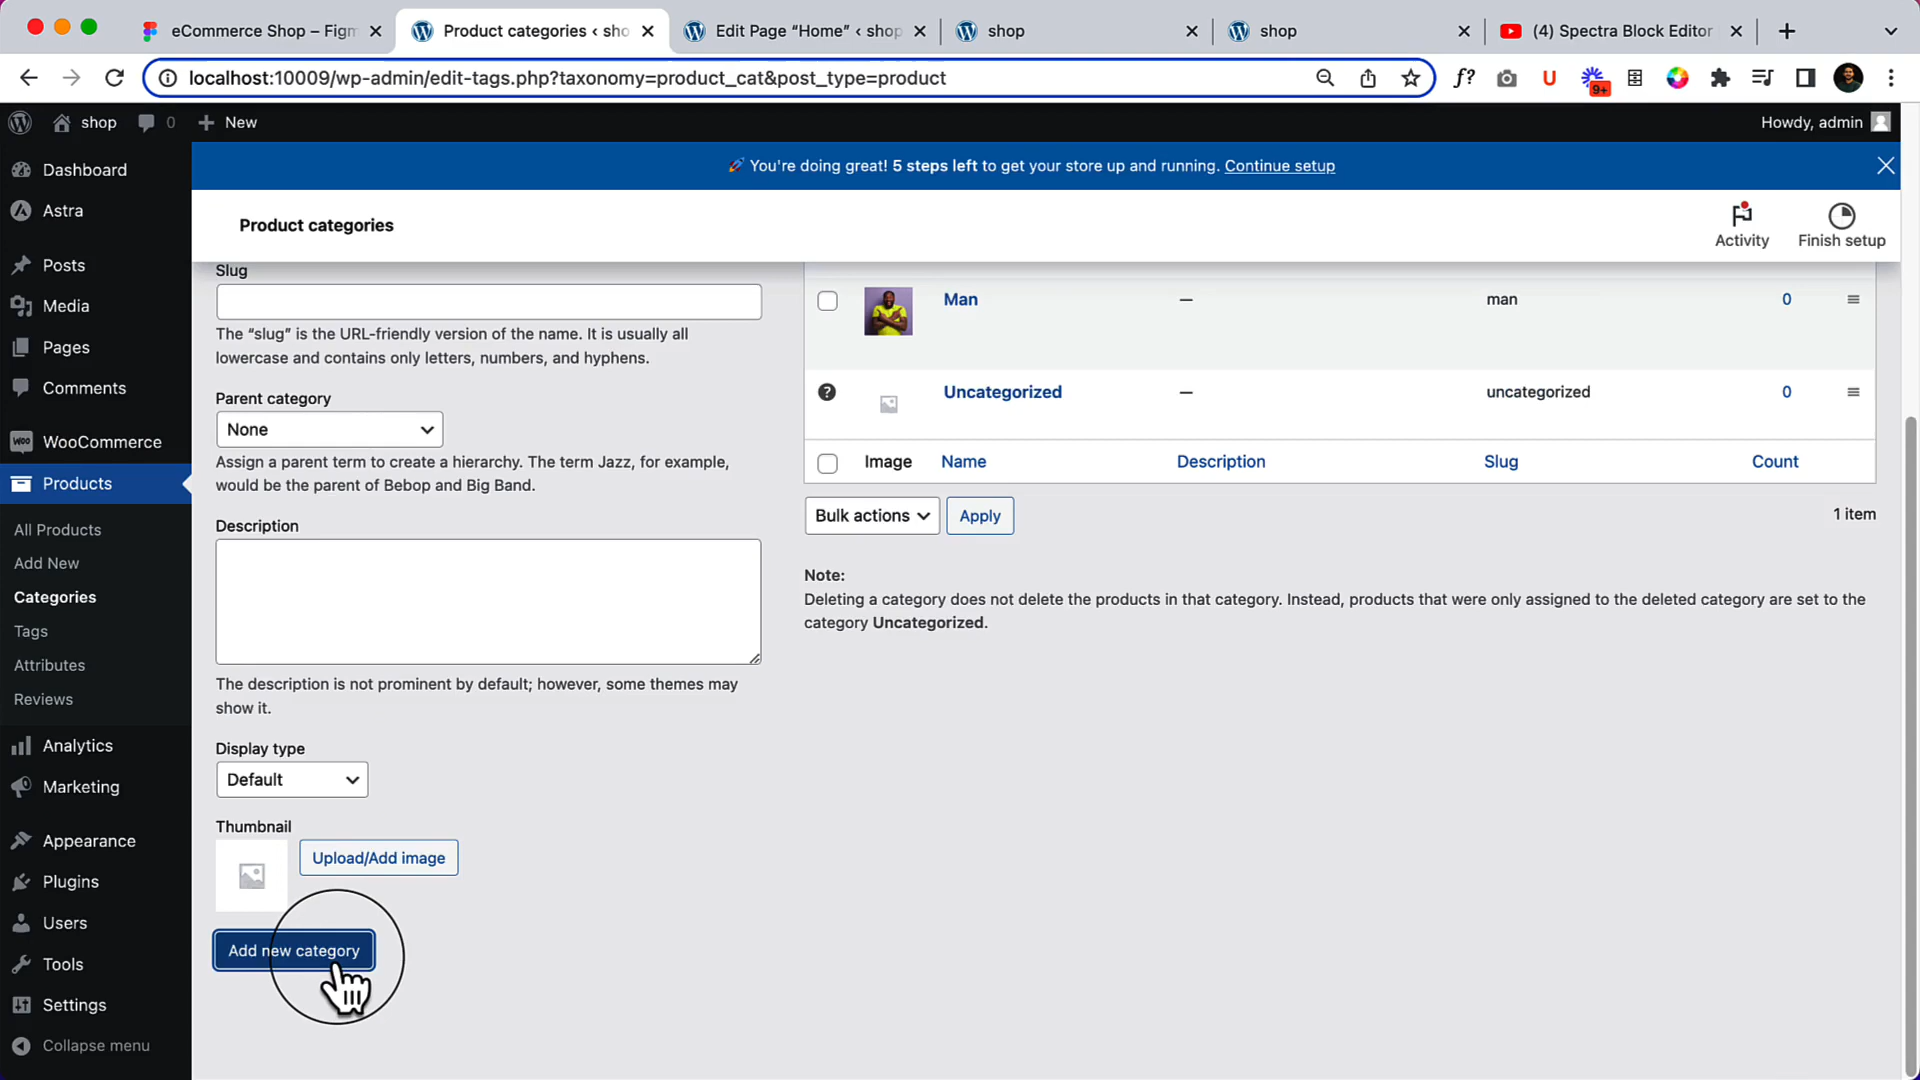 eCommerce Shop – Figm
Product categories ‹ sho
Edit Page “Home” ‹ shop
shop
shop
(4) Spectra Block Editor
localhost:10009/wp-admin/edit-tags.php?taxonomy=product_cat&post_type=product
f?
U
9+
shop
0
New
Howdy, admin
🚀 You're doing great! 5 steps left to get your store up and running. Continue setup
Product categories
Activity
Finish setup
Dashboard
Astra
Posts
Media
Pages
Comments
WooCommerce
Products
All Products
Add New
Categories
Tags
Attributes
Reviews
Analytics
Marketing
Appearance
Plugins
Users
Tools
Settings
Collapse menu
Slug
The “slug” is the URL-friendly version of the name. It is usually all
lowercase and contains only letters, numbers, and hyphens.
Parent category
None
Assign a parent term to create a hierarchy. The term Jazz, for example,
would be the parent of Bebop and Big Band.
Description
The description is not prominent by default; however, some themes may
show it.
Display type
Default
Thumbnail
Upload/Add image
Add new category
Man — man 0
Uncategorized — uncategorized 0
Image Name Description Slug Count
Bulk actions Apply 1 item
Note:
Deleting a category does not delete the products in that category. Instead, products that were only assigned to the deleted category are set to the
category Uncategorized.